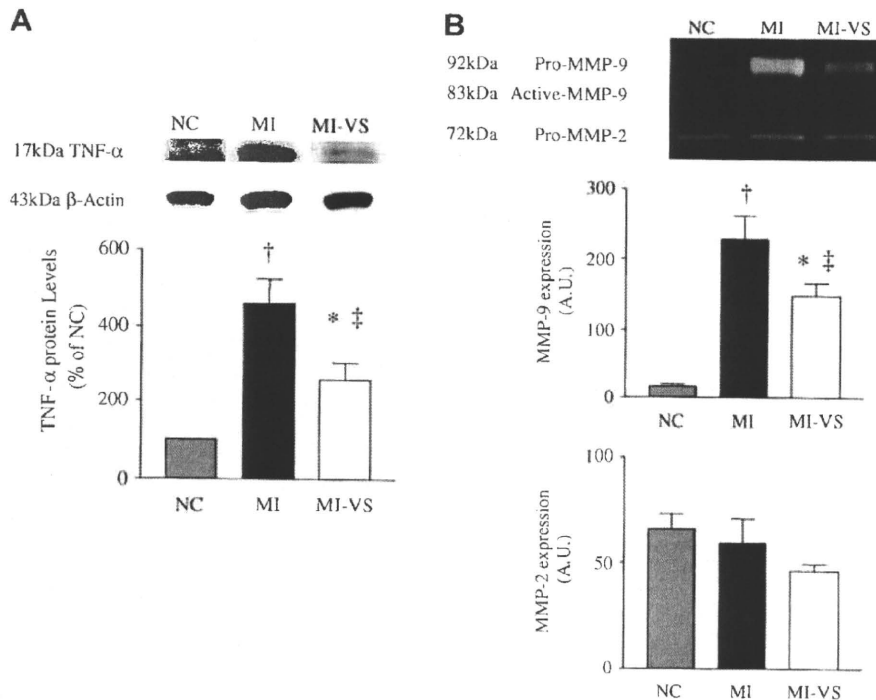 A
NC MI MI-VS
17kDa TNF-α
43kDa β-Actin
TNF-α protein Levels
(% of NC)
600
†
400
* ‡
200
0
NC MI MI-VS
B
NC MI MI-VS
92kDa Pro-MMP-9
83kDa Active-MMP-9
72kDa Pro-MMP-2
MMP-9 expression
(A.U.)
300
†
200
* ‡
100
0
NC MI MI-VS
MMP-2 expression
(A.U.)
100
50
0
NC MI MI-VS